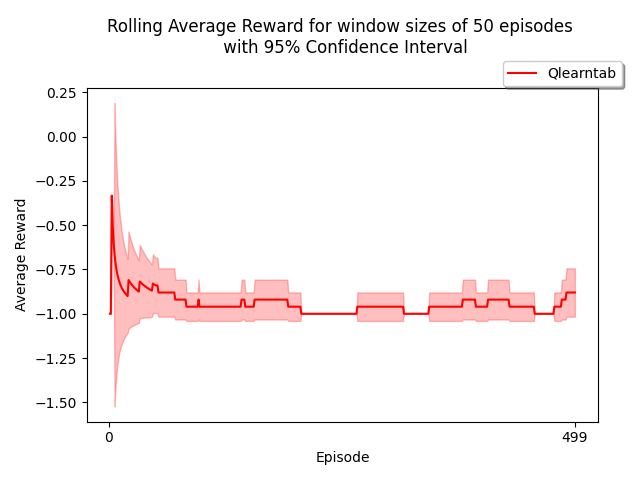 Rolling Average Reward for window sizes of 50 episodes
with 95% Confidence Interval
Qlearntab
0.25
0.00
−0.25
−0.50
−0.75
−1.00
−1.25
−1.50
Average Reward
0
499
Episode